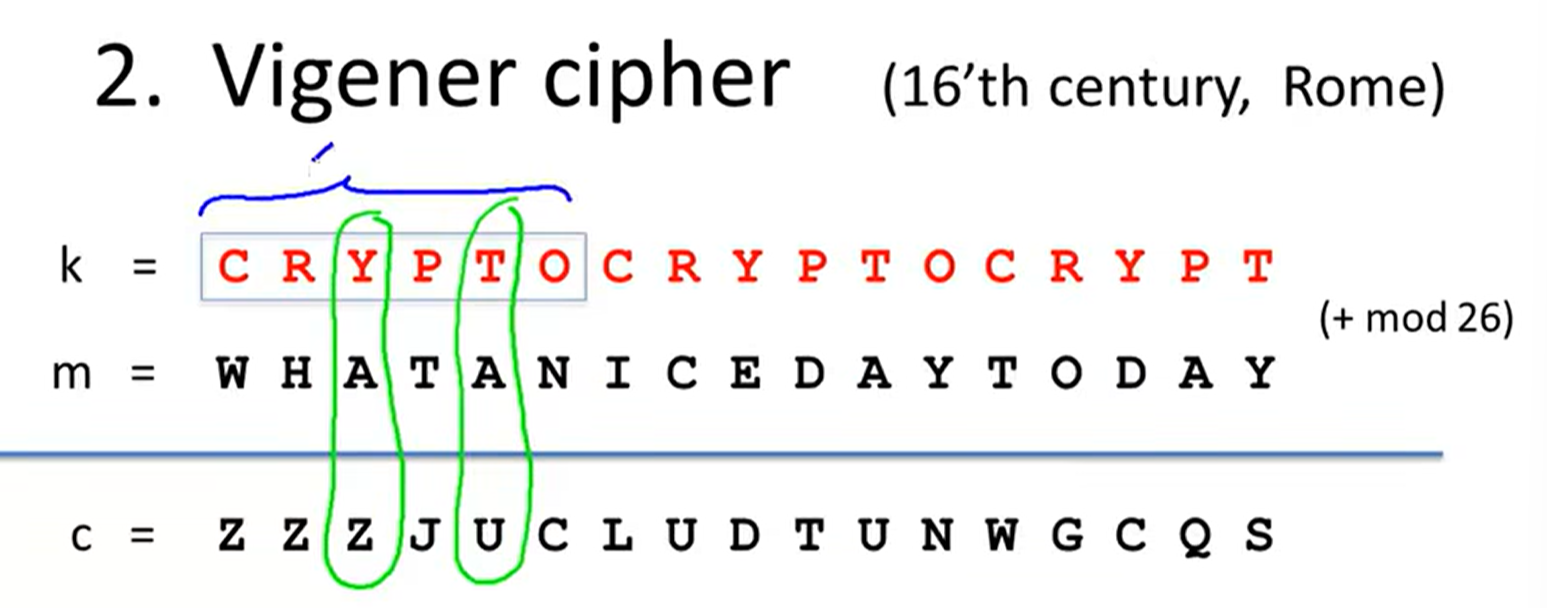 2. Vigener cipher (16’th century, Rome)
k = C R Y P T O C R Y P T O C R Y P T
(+ mod 26)
m = W H A T A N I C E D A Y T O D A Y
c = Z Z Z J U C L U D T U N W G C Q S